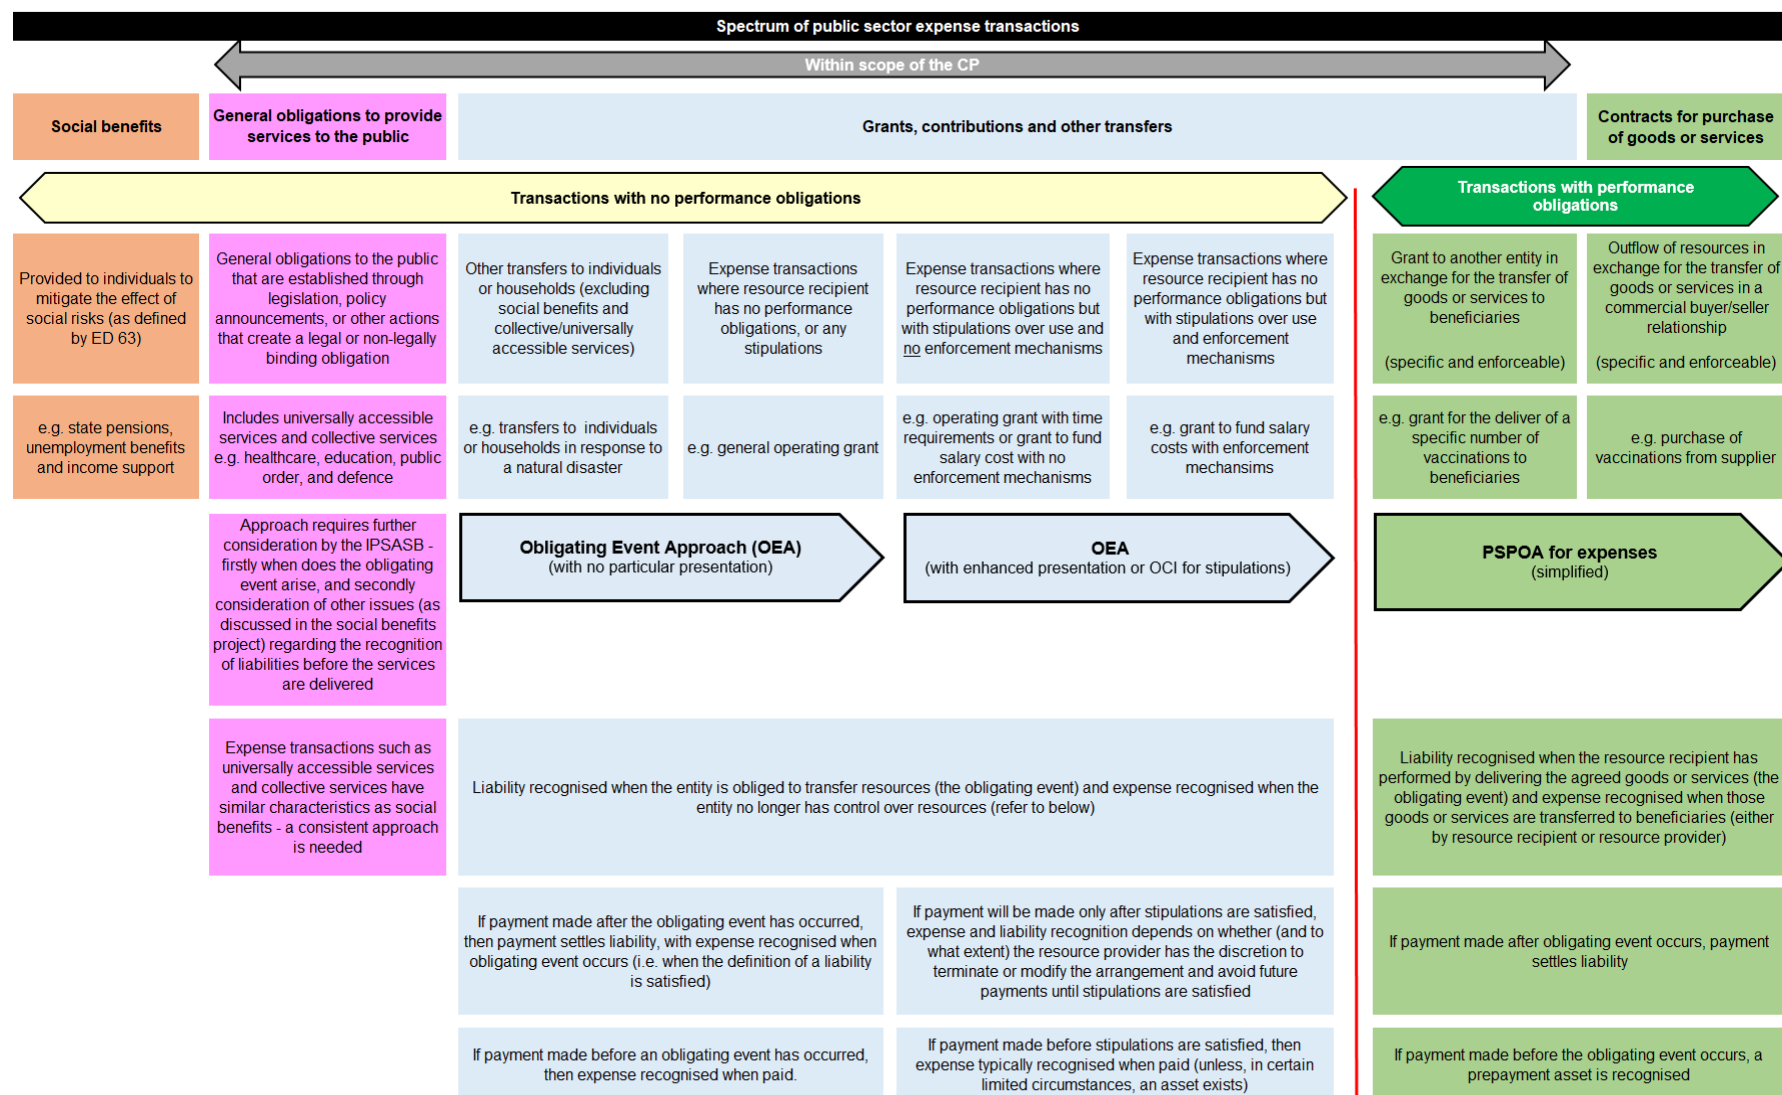 Spectrum of public sector expense transactions
Within scope of the CP
Social benefits
General obligations to provide
services to the public
Grants, contributions and other transfers
Contracts for purchase
of goods or services
Transactions with no performance obligations
Transactions with performance
obligations
Provided to individuals to
mitigate the effect of
social risks (as defined
by ED 63)
General obligations to the public
that are established through
legislation, policy
announcements, or other actions
that create a legal or non-legally
binding obligation
Other transfers to individuals
or households (excluding
social benefits and
collective/universally
accessible services)
Expense transactions
where resource recipient
has no performance
obligations, or any
stipulations
Expense transactions where
resource recipient has no
performance obligations but
with stipulations over use and
no enforcement mechanisms
Expense transactions where
resource recipient has no
performance obligations but
with stipulations over use
and enforcement
mechanisms
Grant to another entity in
exchange for the transfer of
goods or services to
beneficiaries
(specific and enforceable)
Outflow of resources in
exchange for the transfer of
goods or services in a
commercial buyer/seller
relationship
(specific and enforceable)
e.g. state pensions,
unemployment benefits
and income support
Includes universally accessible
services and collective services
e.g. healthcare, education, public
order, and defence
e.g. transfers to individuals
or households in response to
a natural disaster
e.g. general operating grant
e.g. operating grant with time
requirements or grant to fund
salary cost with no
enforcement mechanisms
e.g. grant to fund salary
costs with enforcement
mechansims
e.g. grant for the deliver of a
specific number of
vaccinations to
beneficiaries
e.g. purchase of
vaccinations from supplier
Approach requires further
consideration by the IPSASB -
firstly when does the obligating
event arise, and secondly
consideration of other issues (as
discussed in the social benefits
project) regarding the recognition
of liabilities before the services
are delivered
Obligating Event Approach (OEA)
(with no particular presentation)
OEA
(with enhanced presentation or OCI for stipulations)
PSPOA for expenses
(simplified)
Expense transactions such as
universally accessible services
and collective services have
similar characteristics as social
benefits - a consistent approach
is needed
Liability recognised when the entity is obliged to transfer resources (the obligating event) and expense recognised when the
entity no longer has control over resources (refer to below)
Liability recognised when the resource recipient has
performed by delivering the agreed goods or services (the
obligating event) and expense recognised when those
goods or services are transferred to beneficiaries (either
by resource recipient or resource provider)
If payment made after the obligating event has occurred,
then payment settles liability, with expense recognised when
obligating event occurs (i.e. when the definition of a liability
is satisfied)
If payment will be made only after stipulations are satisfied,
expense and liability recognition depends on whether (and to
what extent) the resource provider has the discretion to
terminate or modify the arrangement and avoid future
payments until stipulations are satisfied
If payment made after obligating event occurs, payment
settles liability
If payment made before an obligating event has occurred,
then expense recognised when paid.
If payment made before stipulations are satisfied, then
expense typically recognised when paid (unless, in certain
limited circumstances, an asset exists)
If payment made before the obligating event occurs, a
prepayment asset is recognised